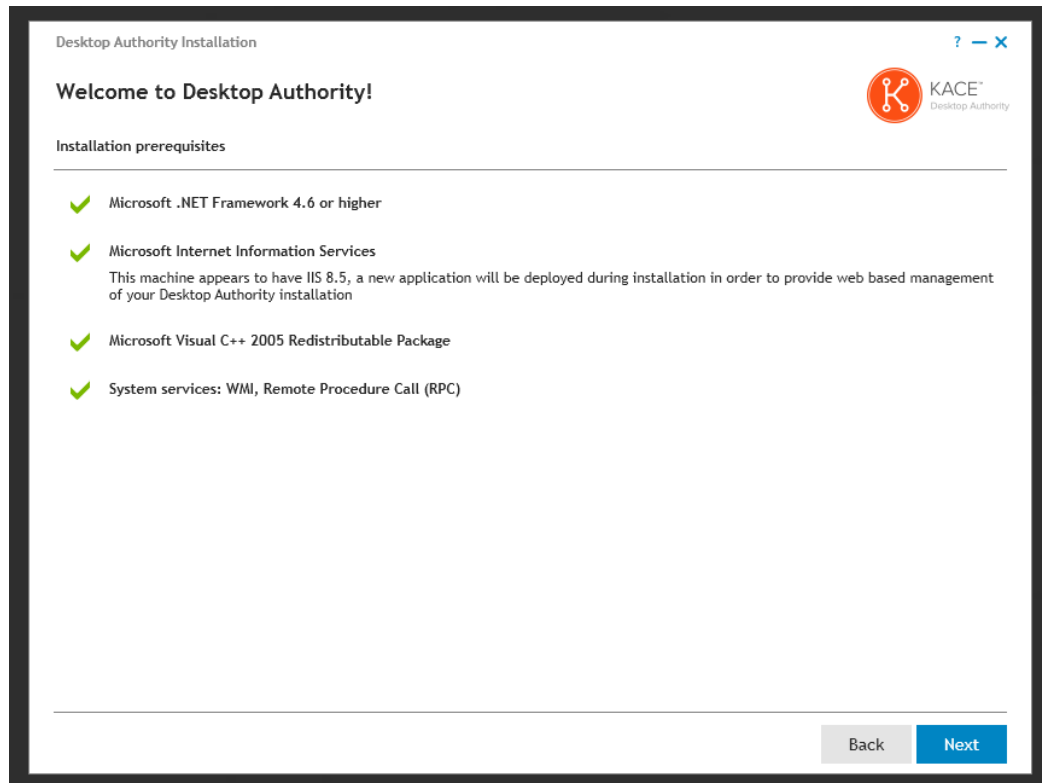 Desktop Authority Installation
? — X
Welcome to Desktop Authority!
KACE™
Desktop Authority
Installation prerequisites
Microsoft .NET Framework 4.6 or higher
Microsoft Internet Information Services
This machine appears to have IIS 8.5, a new application will be deployed during installation in order to provide web based management
of your Desktop Authority installation
Microsoft Visual C++ 2005 Redistributable Package
System services: WMI, Remote Procedure Call (RPC)
Back
Next